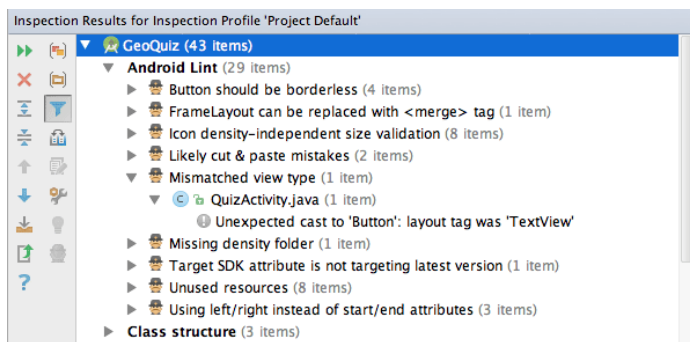 Inspection Results for Inspection Profile 'Project Default'
GeoQuiz (43 items)
Android Lint (29 items)
Button should be borderless (4 items)
FrameLayout can be replaced with <merge> tag (1 item)
Icon density-independent size validation (8 items)
Likely cut & paste mistakes (2 items)
Mismatched view type (1 item)
C QuizActivity.java (1 item)
Unexpected cast to 'Button': layout tag was 'TextView'
Missing density folder (1 item)
Target SDK attribute is not targeting latest version (1 item)
Unused resources (8 items)
Using left/right instead of start/end attributes (3 items)
Class structure (3 items)